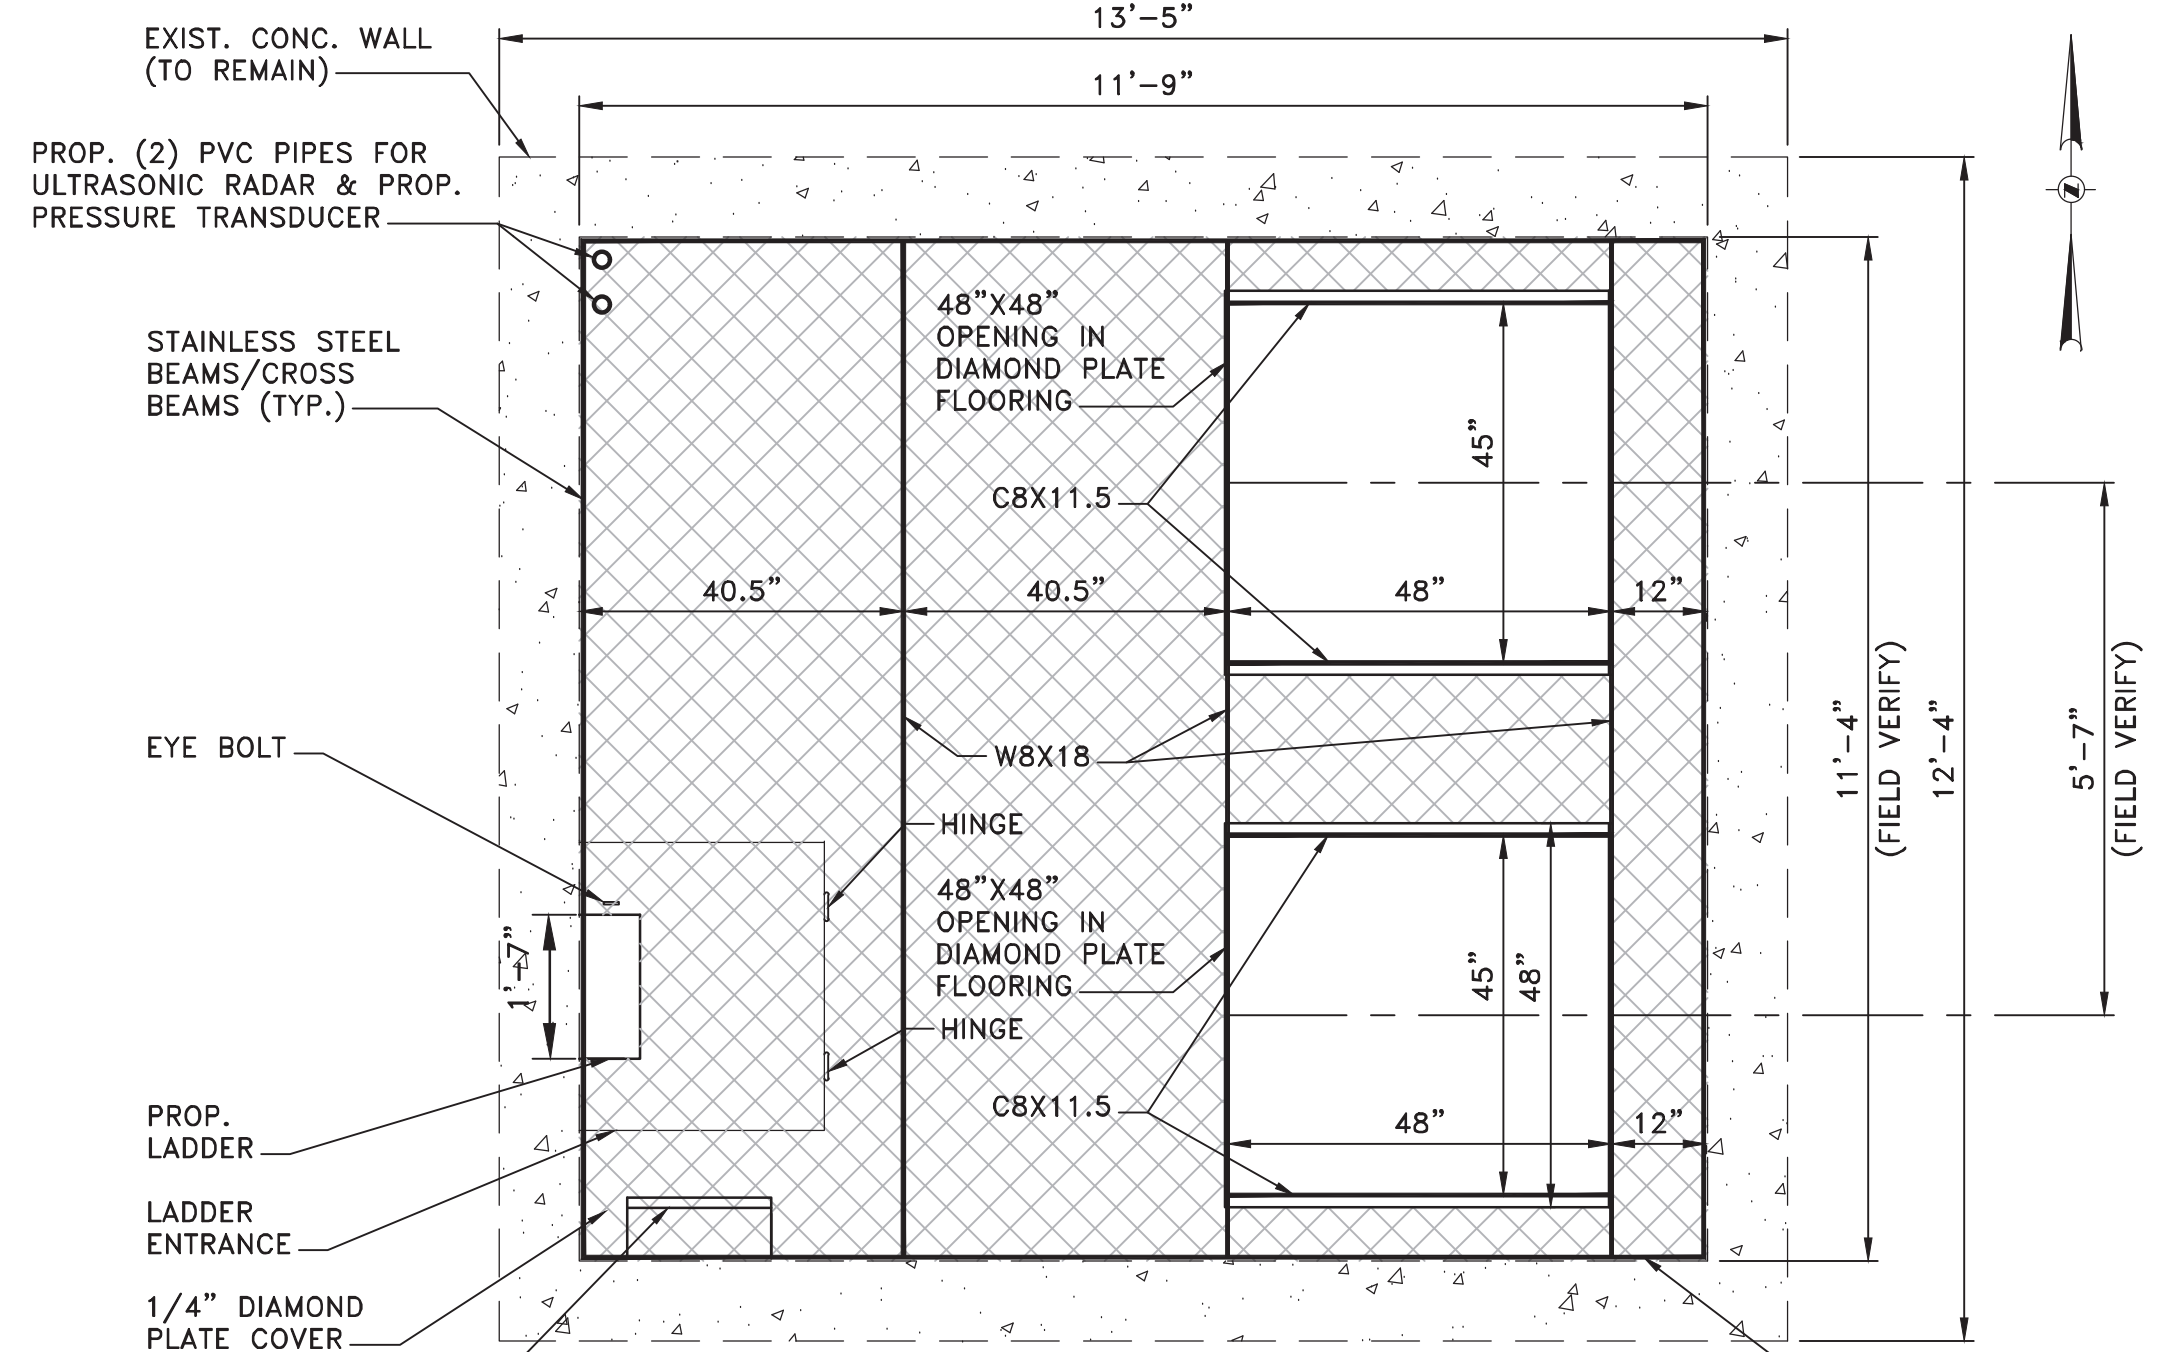 13'-5"
11'-9"
EXIST. CONC. WALL
(TO REMAIN)
PROP. (2) PVC PIPES FOR
ULTRASONIC RADAR & PROP.
PRESSURE TRANSDUCER
STAINLESS STEEL
BEAMS/CROSS
BEAMS (TYP.)
48"X48"
OPENING IN
DIAMOND PLATE
FLOORING
45"
C8X11.5
40.5"
40.5"
48"
12"
W8X18
EYE BOLT
HINGE
48"X48"
OPENING IN
DIAMOND PLATE
FLOORING
HINGE
45"
48"
1'-7"
C8X11.5
48"
12"
PROP.
LADDER
LADDER
ENTRANCE
1/4" DIAMOND
PLATE COVER
11'-4"
(FIELD VERIFY)
12'-4"
5'-7"
(FIELD VERIFY)
N